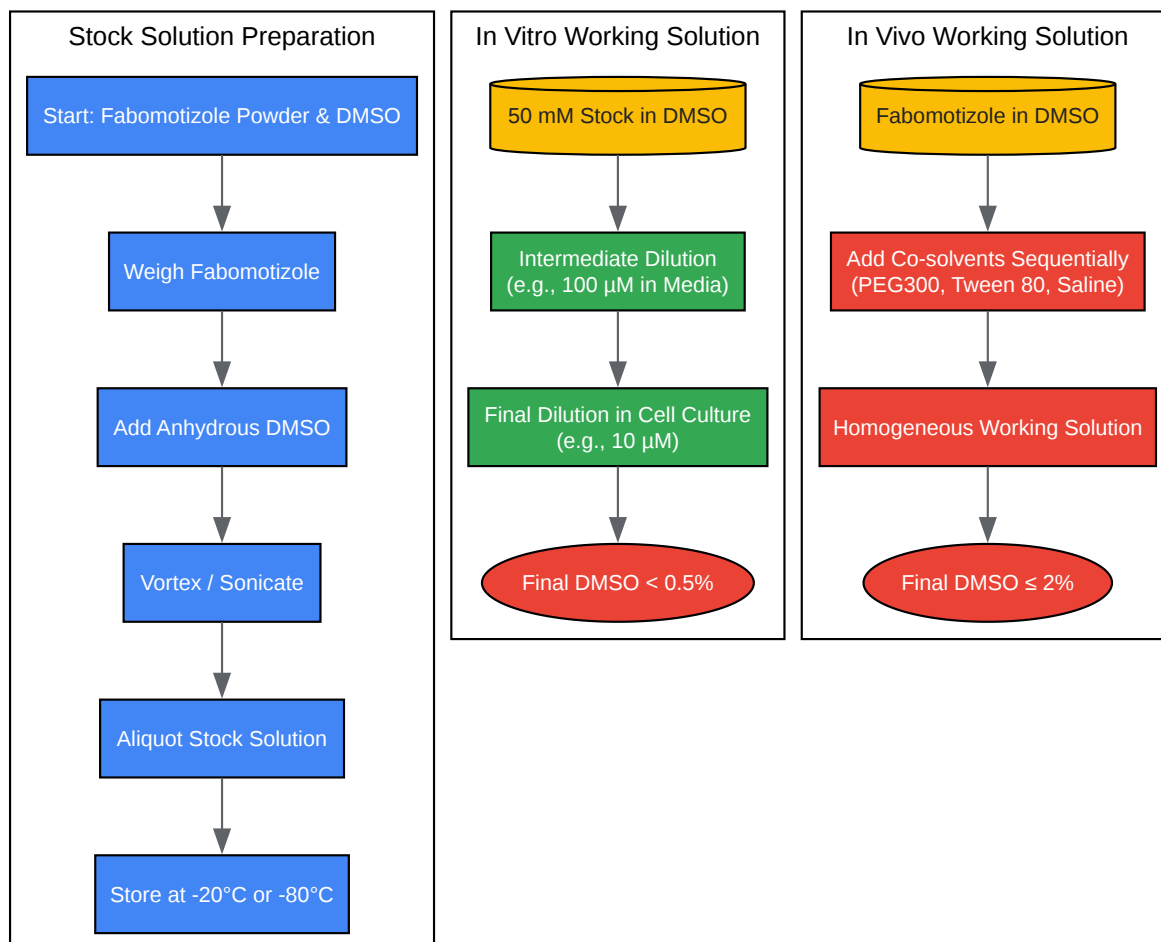 Stock Solution Preparation
Start: Fabomotizole Powder & DMSO
Weigh Fabomotizole
Add Anhydrous DMSO
Vortex / Sonicate
Aliquot Stock Solution
Store at -20°C or -80°C
In Vitro Working Solution
50 mM Stock in DMSO
Intermediate Dilution
(e.g., 100 µM in Media)
Final Dilution in Cell Culture
(e.g., 10 µM)
Final DMSO < 0.5%
In Vivo Working Solution
Fabomotizole in DMSO
Add Co-solvents Sequentially
(PEG300, Tween 80, Saline)
Homogeneous Working Solution
Final DMSO ≤ 2%